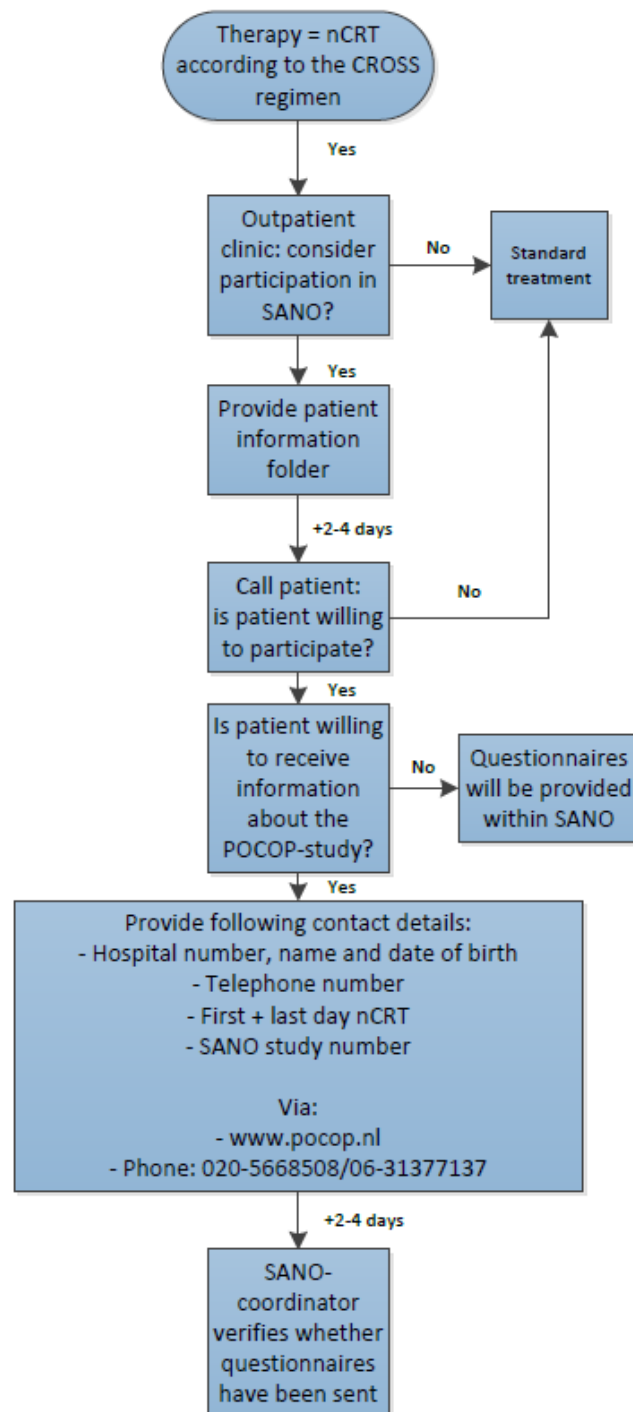 Therapy = nCRT
according to the CROSS
regimen
Yes
Outpatient
clinic: consider
participation in
SANO?
No
Standard
treatment
Yes
Provide patient
information
folder
+2-4 days
Call patient:
is patient willing
to participate?
No
Yes
Is patient willing
to receive
information
about the
POCOP-study?
No
Questionnaires
will be provided
within SANO
Yes
Provide following contact details:
- Hospital number, name and date of birth
- Telephone number
- First + last day nCRT
- SANO study number
Via:
- www.pocop.nl
- Phone: 020-5668508/06-31377137
+2-4 days
SANO-
coordinator
verifies whether
questionnaires
have been sent